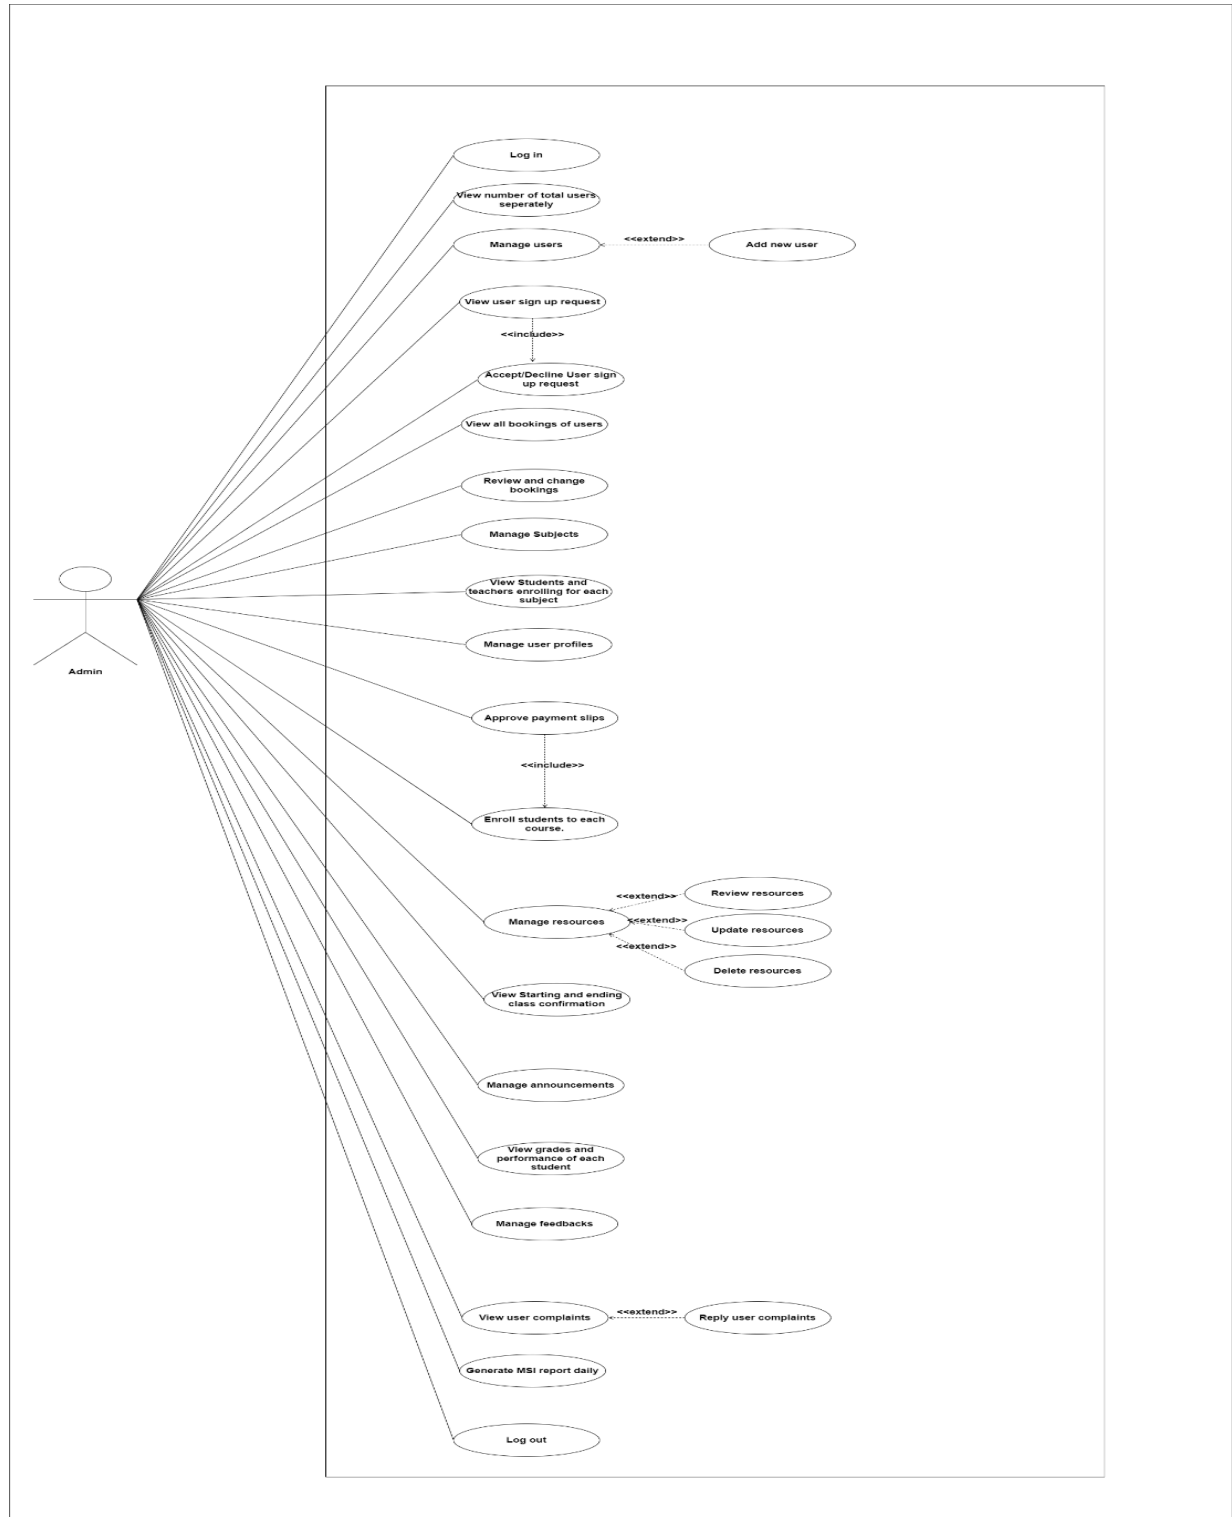 Log in
View number of total users
seperately
Manage users
<<extend>>
Add new user
View user sign up request
<<include>>
Accept/Decline User sign
up request
View all bookings of users
Review and change
bookings
Manage Subjects
View Students and
teachers enrolling for each
subject
Manage user profiles
Admin
Approve payment slips
<<include>>
Enroll students to each
course.
Manage resources
<<extend>>
Review resources
<<extend>>
Update resources
<<extend>>
Delete resources
View Starting and ending
class confirmation
Manage announcements
View grades and
performance of each
student
Manage feedbacks
View user complaints
<<extend>>
Reply user complaints
Generate MSI report daily
Log out